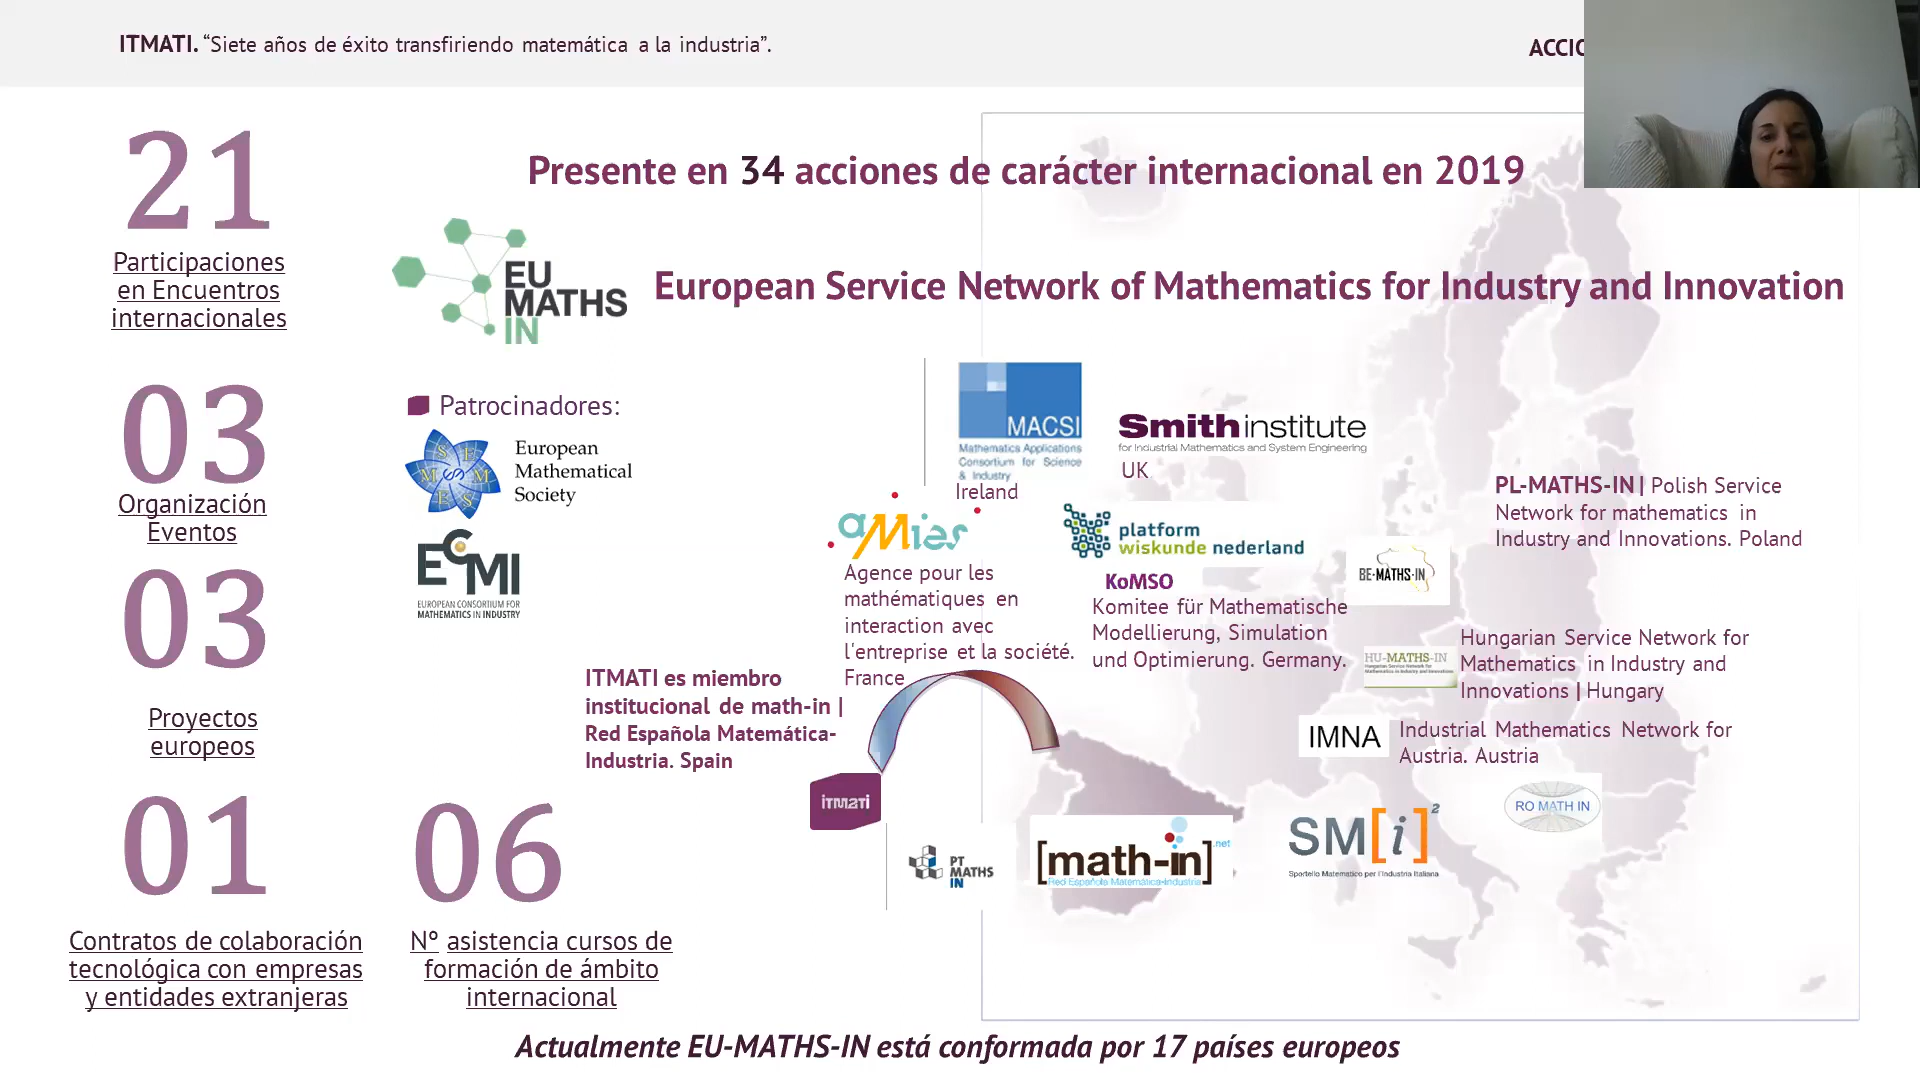 ITMATI. “Siete años de éxito transfiriendo matemática a la industria”.
ACCIO
21
Participaciones
en Encuentros
internacionales
03
Organización
Eventos
03
Proyectos
europeos
01
Contratos de colaboración
tecnológica con empresas
y entidades extranjeras
06
Nº asistencia cursos de
formación de ámbito
internacional
Presente en 34 acciones de carácter internacional en 2019
EU
MATHS
IN
European Service Network of Mathematics for Industry and Innovation
Patrocinadores:
European
Mathematical
Society
ECMI
EUROPEAN CONSORTIUM FOR
MATHEMATICS IN INDUSTRY
ITMATI es miembro
institucional de math-in |
Red Española Matemática-
Industria. Spain
itmati
MACSI
Mathematics Applications
Consortium for Science
& Industry
Ireland
Smith institute
for Industrial Mathematics and System Engineering
UK
aMies
Agence pour les
mathématiques en
interaction avec
l'entreprise et la société.
France
platform
wiskunde nederland
KoMSO
Komitee für Mathematische
Modellierung, Simulation
und Optimierung. Germany.
BE-MATHS-IN
PL-MATHS-IN | Polish Service
Network for mathematics in
Industry and Innovations. Poland
HU-MATHS-IN
Hungarian Service Network for
Mathematics in Industry and Innovations
Hungarian Service Network for
Mathematics in Industry and
Innovations | Hungary
IMNA
Industrial Mathematics Network for
Austria. Austria
RO MATH IN
PT
MATHS
IN
[math-in].net
Red Española Matemática-Industria
SM[i]²
Sportello Matematico per l'Industria Italiana
Actualmente EU-MATHS-IN está conformada por 17 países europeos